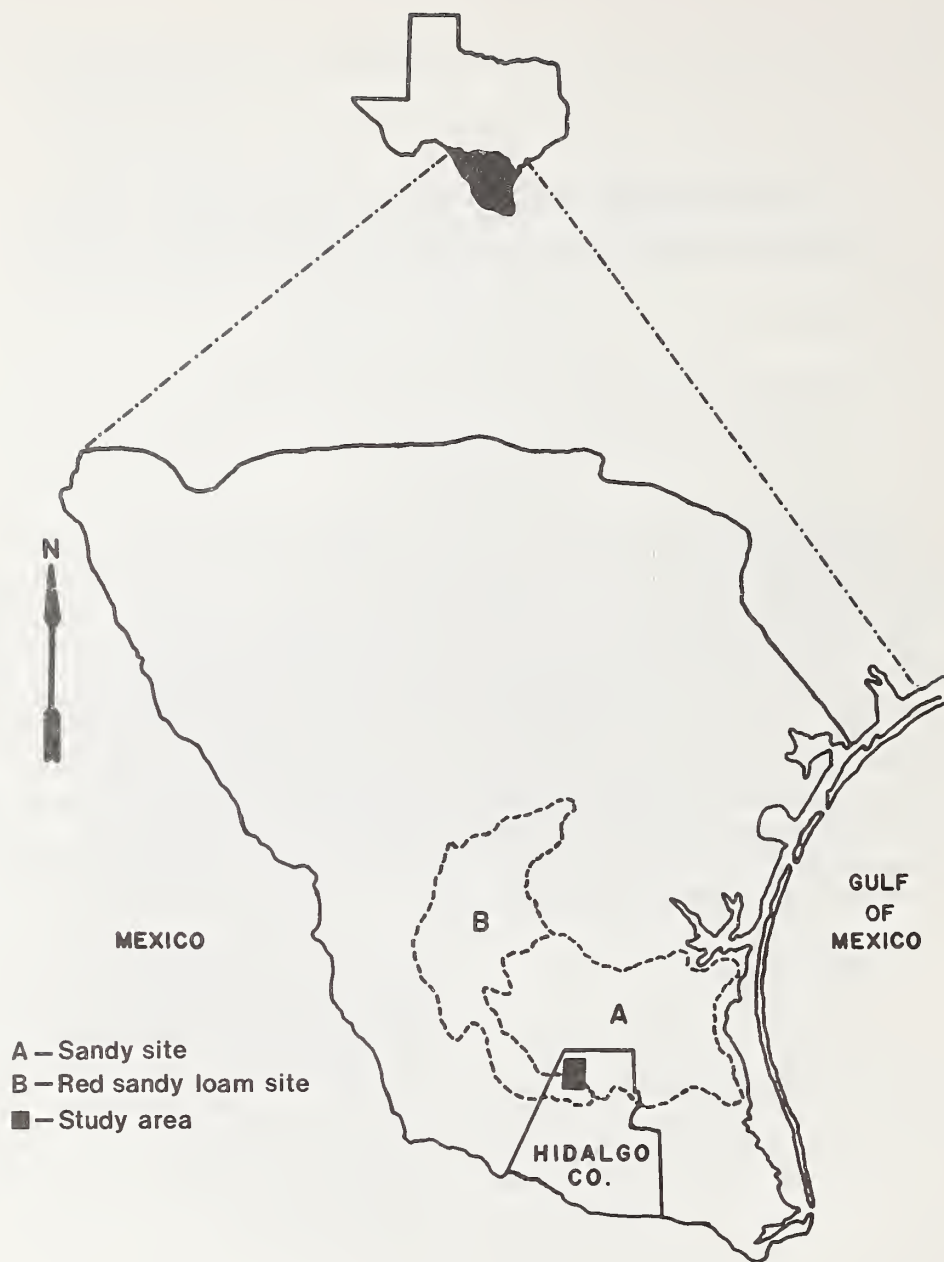 N
MEXICO
GULF
OF
MEXICO
B
A
A – Sandy site
B – Red sandy loam site
■ – Study area
HIDALGO
CO.